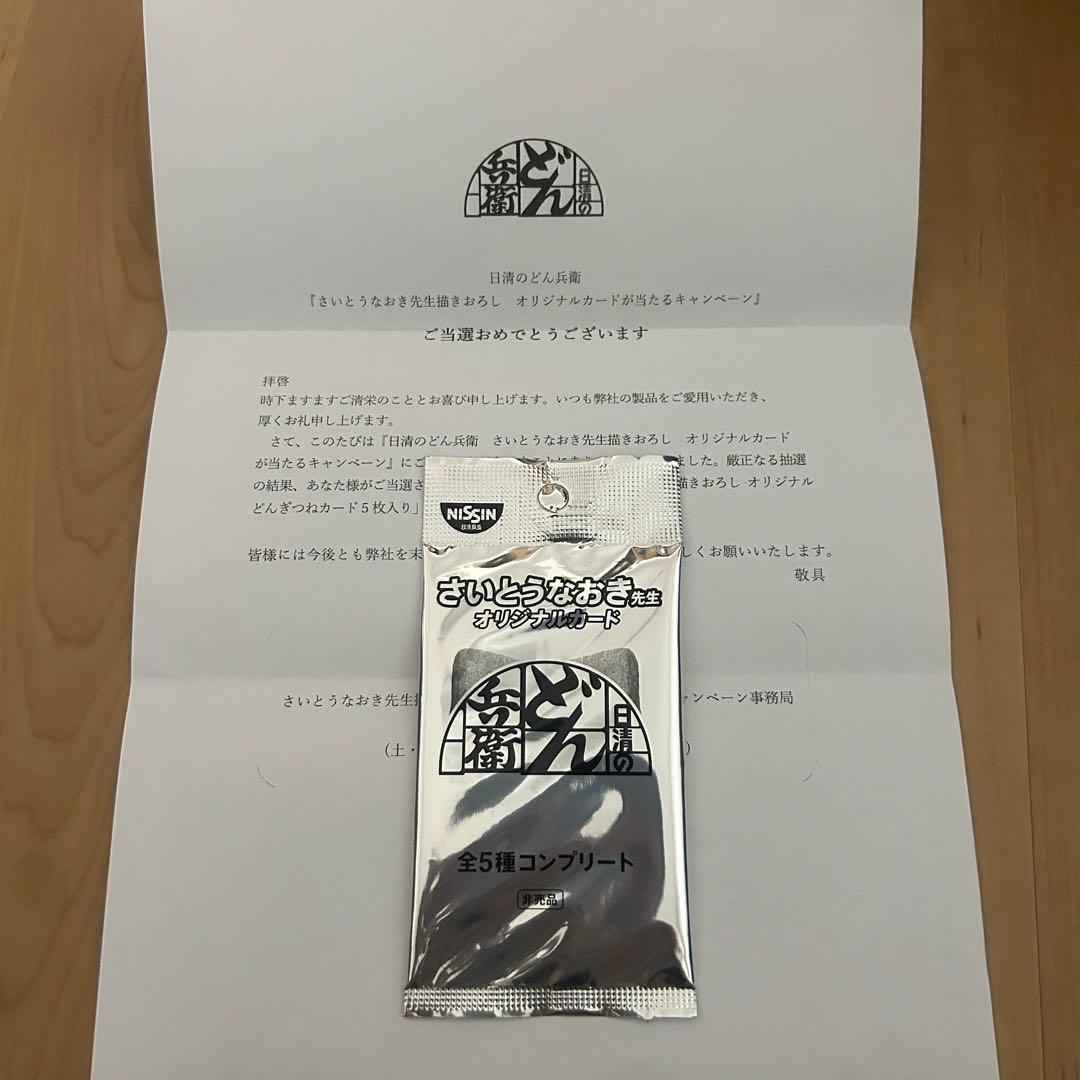 日清の
どん
兵衛
日清のどん兵衛
『さいとうなおき先生描きおろし　オリジナルカードが当たるキャンペーン』
ご当選おめでとうございます
拝啓
時下ますますご清栄のこととお喜び申し上げます。いつも弊社の製品をご愛用いただき、
厚くお礼申し上げます。
さて、このたびは『日清のどん兵衛　さいとうなおき先生描きおろし　オリジナルカード
が当たるキャンペーン』にご ました。厳正なる抽選
の結果、あなた様がご当選さ 描きおろし オリジナル
どんぎつねカード５枚入り」
皆様には今後とも弊社を末 しくお願いいたします。
敬具
さいとうなおき先生 ャンペーン事務局
（土・ ）
NISSIN
日清食品
さいとうなおき先生
オリジナルカード
日清の
どん
兵衛
全5種コンプリート
非売品